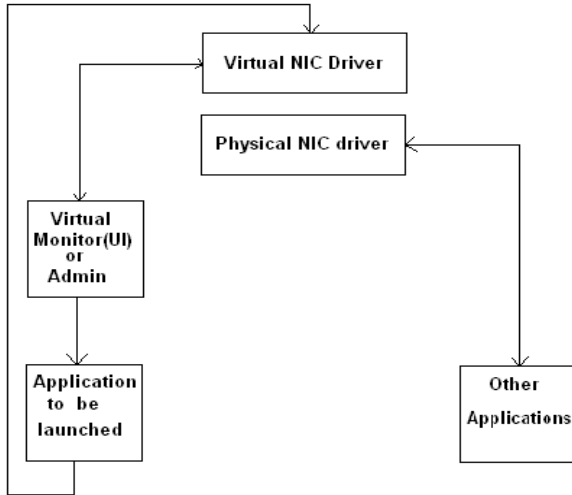 Virtual NIC Driver
Physical NIC driver
Virtual
Monitor(UI)
or
Admin
Application
to be
launched
Other
Applications